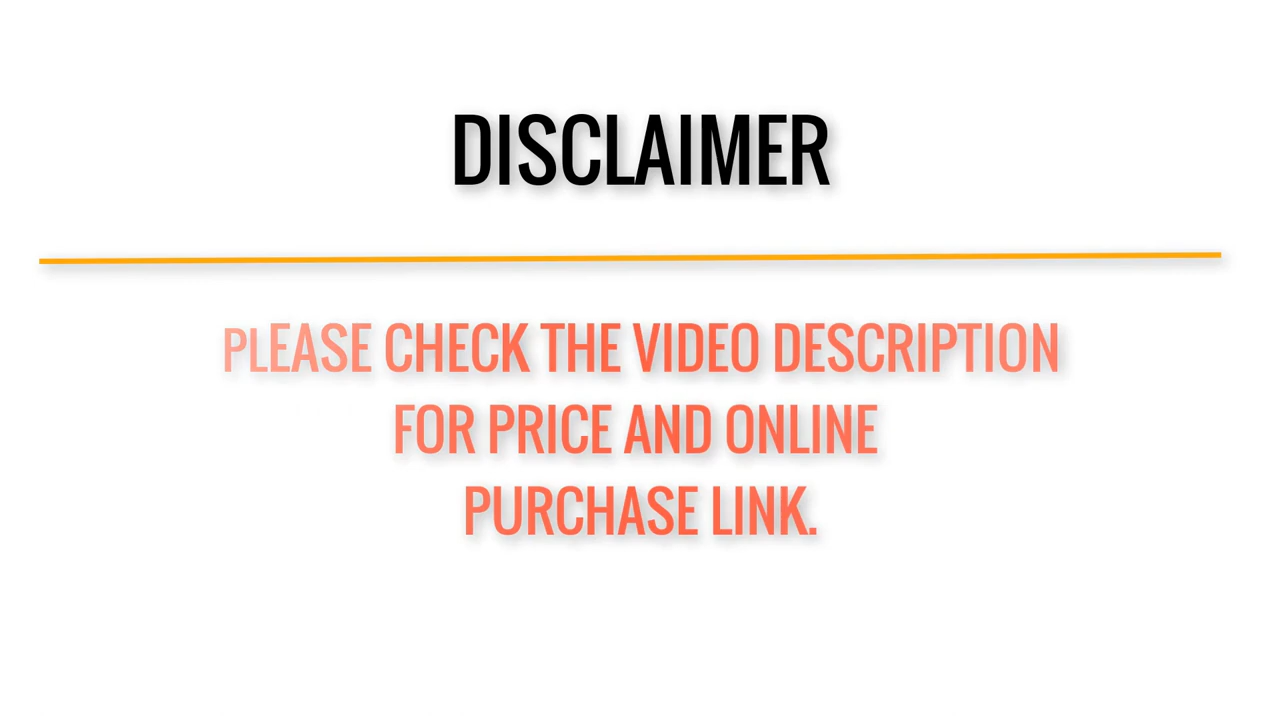 DISCLAIMER
PLEASE CHECK THE VIDEO DESCRIPTION
FOR PRICE AND ONLINE
PURCHASE LINK.